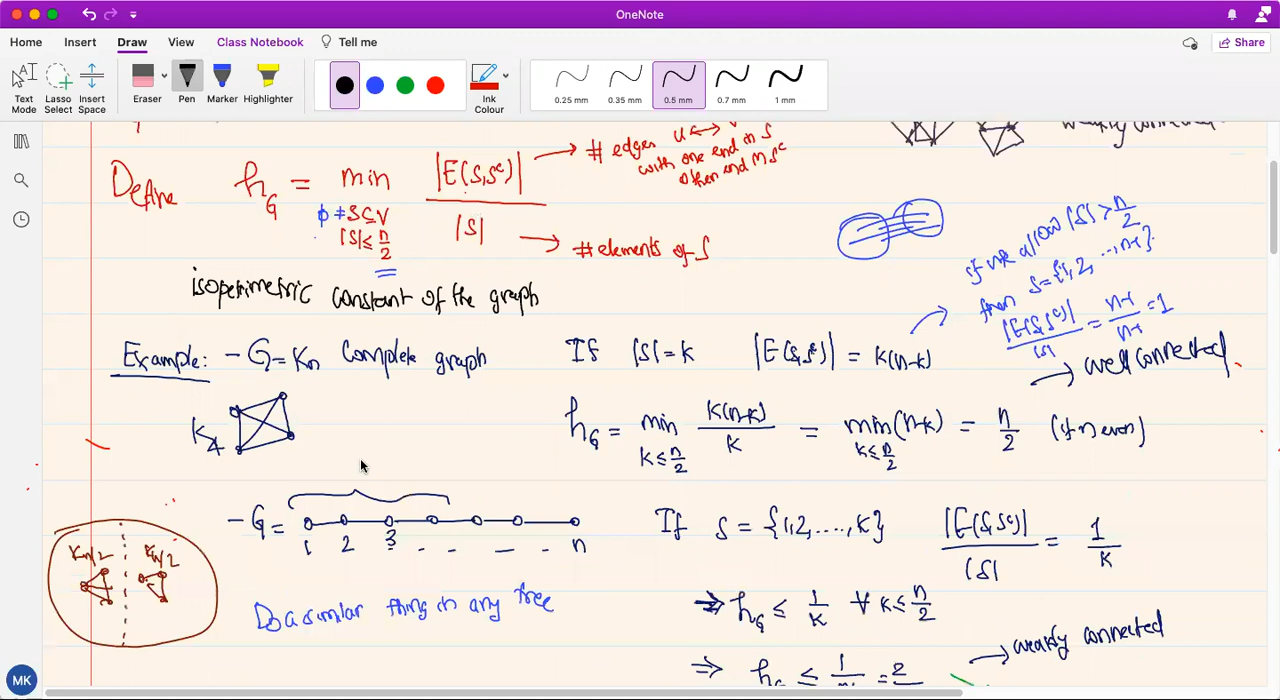 OneNote
Home Insert Draw View Class Notebook Tell me
Share
Text Mode
Lasso Select
Insert Space
Eraser
Pen
Marker
Highlighter
Ink Colour
0.25 mm
0.35 mm
0.5 mm
0.7 mm
1 mm
weakly connected
Define h_G = min |E(S,S^c)| / |S|
ϕ ≠ S ⊆ V
|S| ≤ n/2
→ # edges u ↔ v
with one end in S
other end in S^c
→ # elements of S
isoperimetric constant of the graph
if we allow |S| > n/2
then S = {1, 2, ..., n-1}
|E(S,S^c)| / |S| = n-1 / n-1 = 1
Example: - G = K_n Complete graph
If |S| = k |E(S,S^c)| = k(n-k)
→ well connected
K_4
h_G = min k≤n/2 k(n-k) / k = min k≤n/2 (n-k) = n/2 (if n even)
- G =
1 2 3 - - - - n
If S = {1, 2, ...., k} |E(S,S^c)| / |S| = 1/k
K_n/2 K_n/2
Do a similar thing in any tree
⇒ h_G ≤ 1/k ∀ k ≤ n/2
→ weakly connected
MK